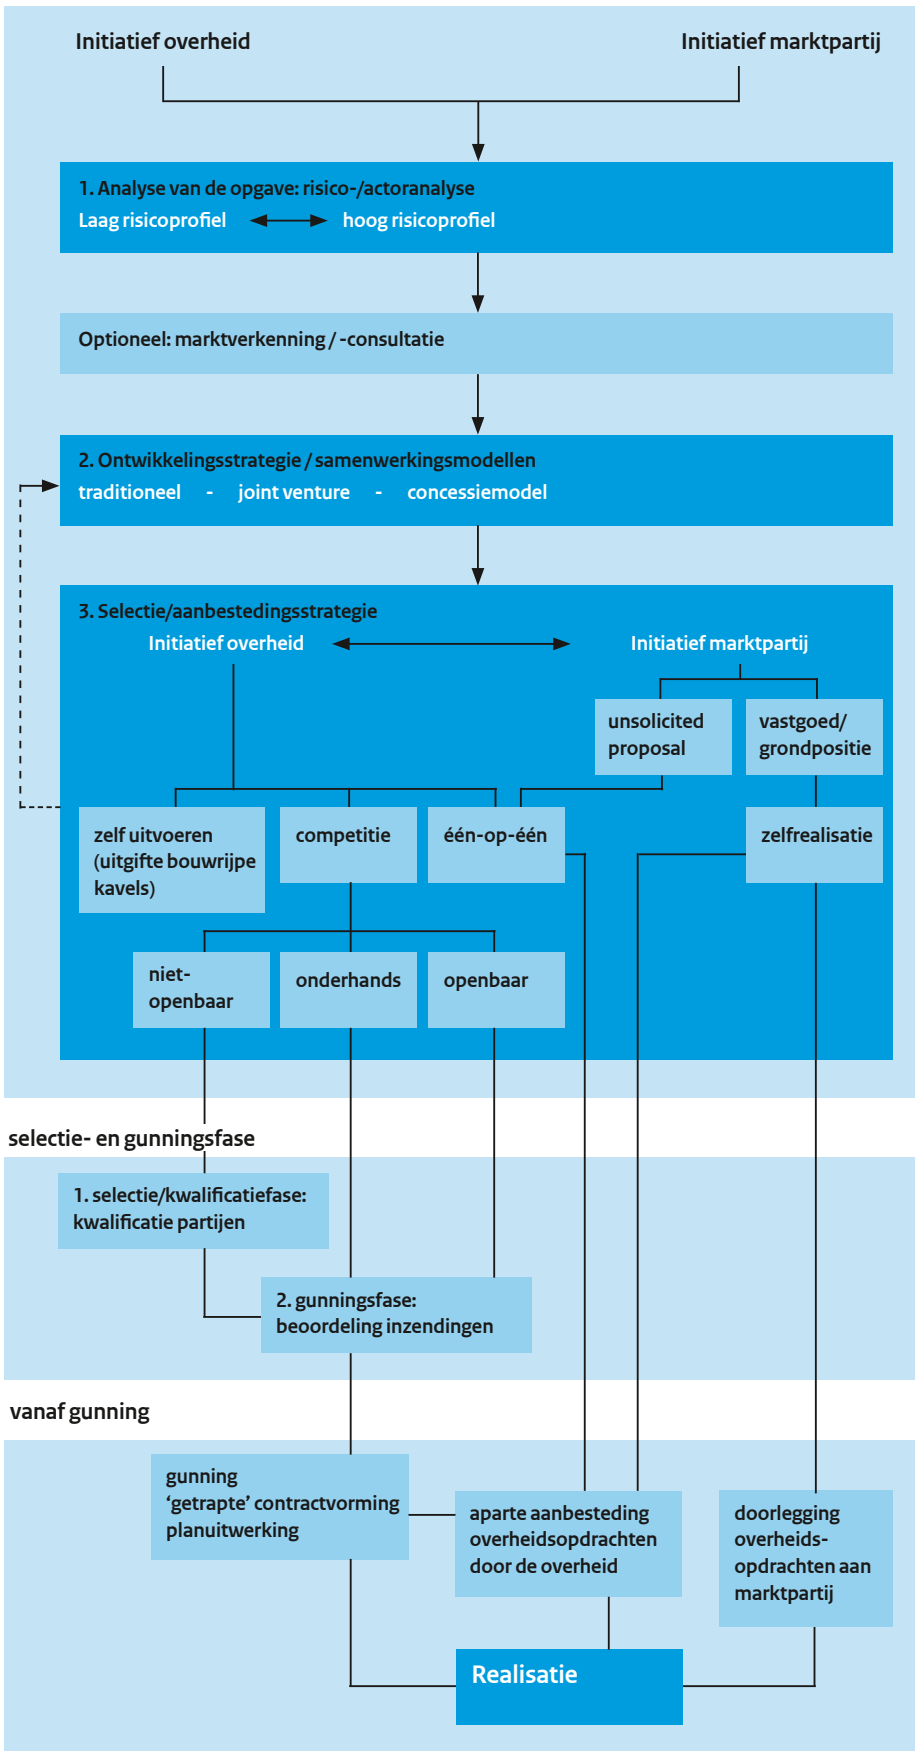 Initiatief overheid
Initiatief marktpartij
1. Analyse van de opgave: risico-/actoranalyse
Laag risicoprofiel hoog risicoprofiel
Optioneel: marktverkenning / -consultatie
2. Ontwikkelingsstrategie / samenwerkingsmodellen
traditioneel - joint venture - concessiemodel
3. Selectie/aanbestedingsstrategie
Initiatief overheid
Initiatief marktpartij
unsolicited
proposal
vastgoed/
grondpositie
zelf uitvoeren
(uitgifte bouwrijpe
kavels)
competitie
één-op-één
zelfrealisatie
niet-
openbaar
onderhands
openbaar
selectie- en gunningsfase
1. selectie/kwalificatiefase:
kwalificatie partijen
2. gunningsfase:
beoordeling inzendingen
vanaf gunning
gunning
‘getrapte’ contractvorming
planuitwerking
aparte aanbesteding
overheidsopdrachten
door de overheid
doorlegging
overheids-
opdrachten aan
marktpartij
Realisatie